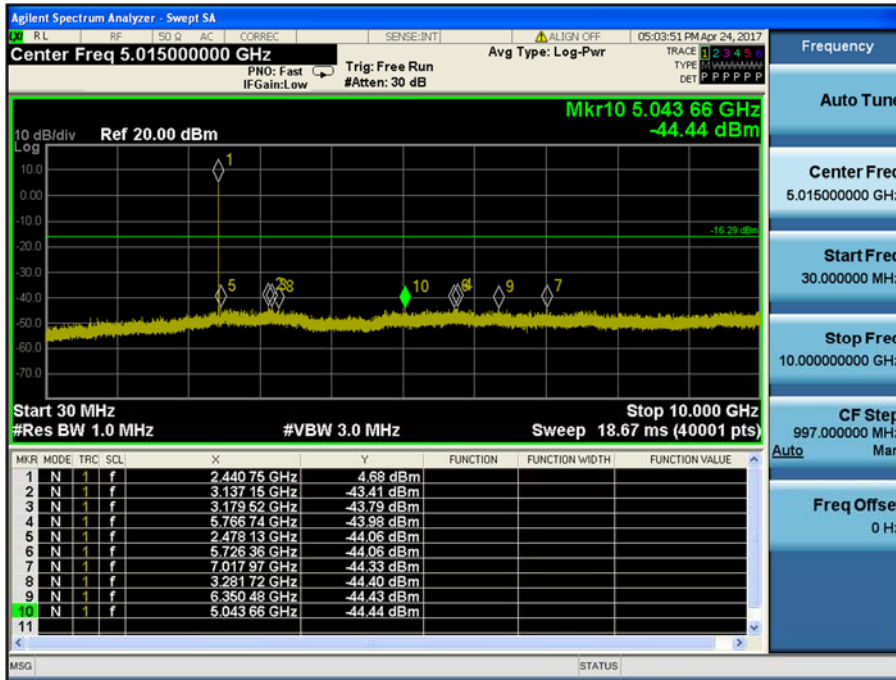 Agilent Spectrum Analyzer - Swept SA
RL RF 50 Ω AC CORREC SENSE:INT ALIGN OFF 05:03:51 PM Apr 24, 2017
Center Freq 5.015000000 GHz
PNO: Fast
IFGain:Low
Trig: Free Run
#Atten: 30 dB
Avg Type: Log-Pwr
TRACE 1 2 3 4 5 6
TYPE M
DET P P P P P P
Mkr10 5.043 66 GHz
-44.44 dBm
10 dB/div Ref 20.00 dBm
Log
10.0
0.00
-10.0
-20.0
-30.0
-40.0
-50.0
-60.0
-70.0
-16.29 dBm
1
5
10
9
7
Start 30 MHz Stop 10.000 GHz
#Res BW 1.0 MHz #VBW 3.0 MHz Sweep 18.67 ms (40001 pts)
MKR MODE TRC SCL X Y FUNCTION FUNCTION WIDTH FUNCTION VALUE
1 N 1 f 2.440 75 GHz 4.68 dBm
2 N 1 f 3.137 15 GHz -43.41 dBm
3 N 1 f 3.179 52 GHz -43.79 dBm
4 N 1 f 5.766 74 GHz -43.98 dBm
5 N 1 f 2.478 13 GHz -44.06 dBm
6 N 1 f 5.726 36 GHz -44.06 dBm
7 N 1 f 7.017 97 GHz -44.33 dBm
8 N 1 f 3.281 72 GHz -44.40 dBm
9 N 1 f 6.350 48 GHz -44.43 dBm
10 N 1 f 5.043 66 GHz -44.44 dBm
11
MSG STATUS
Frequency
Auto Tune
Center Freq
5.015000000 GHz
Start Freq
30.000000 MHz
Stop Freq
10.000000000 GHz
CF Step
997.000000 MHz
Auto Man
Freq Offset
0 Hz